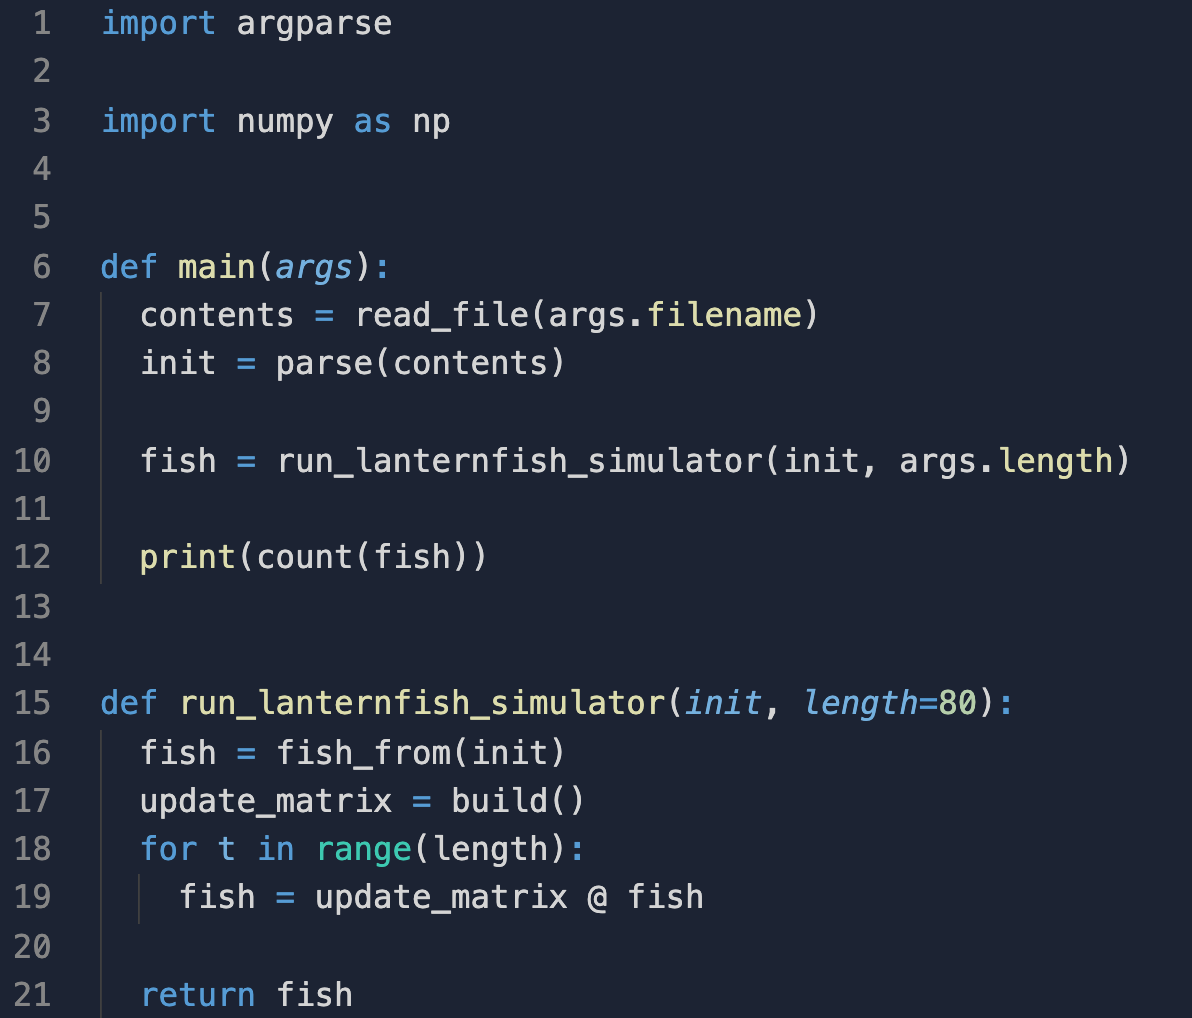 1 import argparse
2
3 import numpy as np
4
5
6 def main(args):
7   contents = read_file(args.filename)
8   init = parse(contents)
9
10   fish = run_lanternfish_simulator(init, args.length)
11
12   print(count(fish))
13
14
15 def run_lanternfish_simulator(init, length=80):
16   fish = fish_from(init)
17   update_matrix = build()
18   for t in range(length):
19     fish = update_matrix @ fish
20
21   return fish